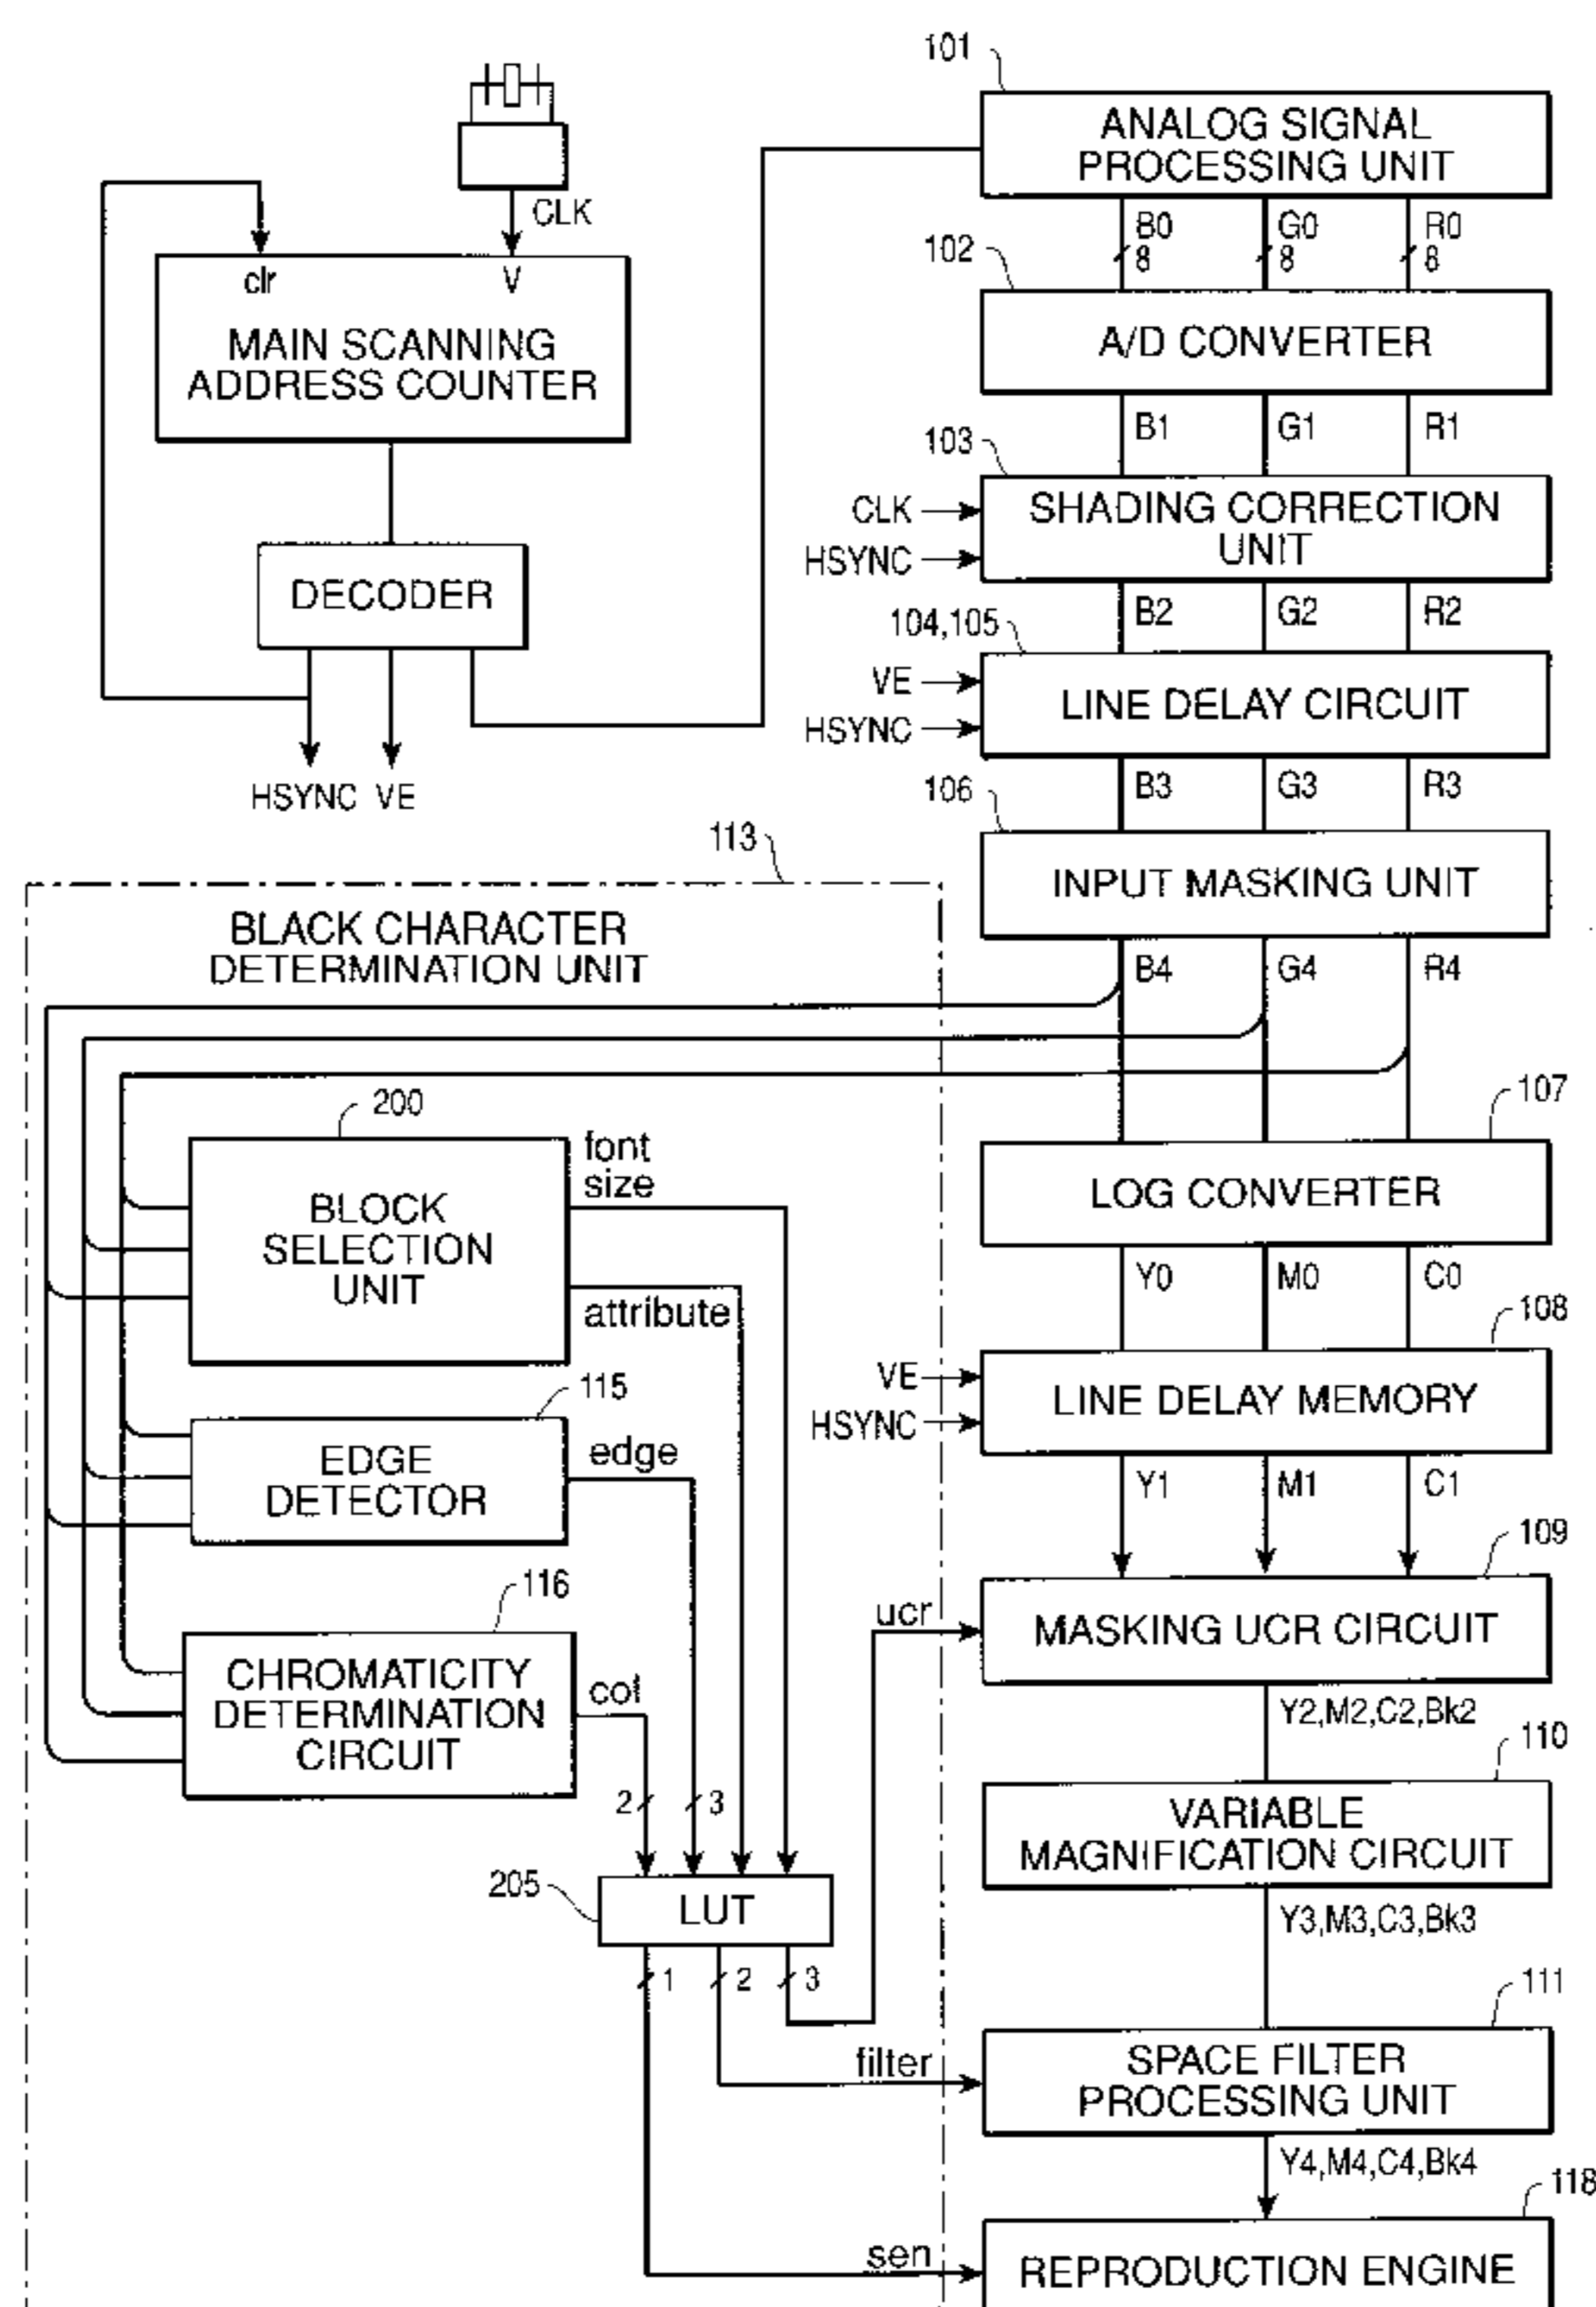 101
ANALOG SIGNAL
PROCESSING UNIT
CLK
B0 G0 R0
8 8 8
102
clr V
MAIN SCANNING
ADDRESS COUNTER
A/D CONVERTER
B1 G1 R1
103
CLK
HSYNC
SHADING CORRECTION
UNIT
DECODER
B2 G2 R2
104,105
VE
HSYNC
LINE DELAY CIRCUIT
HSYNC VE
B3 G3 R3
106
113
INPUT MASKING UNIT
BLACK CHARACTER
DETERMINATION UNIT
B4 G4 R4
107
200
font
size
BLOCK
SELECTION
UNIT
attribute
LOG CONVERTER
Y0 M0 C0
108
VE
HSYNC
LINE DELAY MEMORY
115
edge
EDGE
DETECTOR
Y1 M1 C1
109
116
ucr
MASKING UCR CIRCUIT
col
CHROMATICITY
DETERMINATION
CIRCUIT
Y2,M2,C2,Bk2
110
2 3
VARIABLE
MAGNIFICATION CIRCUIT
205
LUT
Y3,M3,C3,Bk3
1 2 3
111
filter
SPACE FILTER
PROCESSING UNIT
Y4,M4,C4,Bk4
118
sen
REPRODUCTION ENGINE